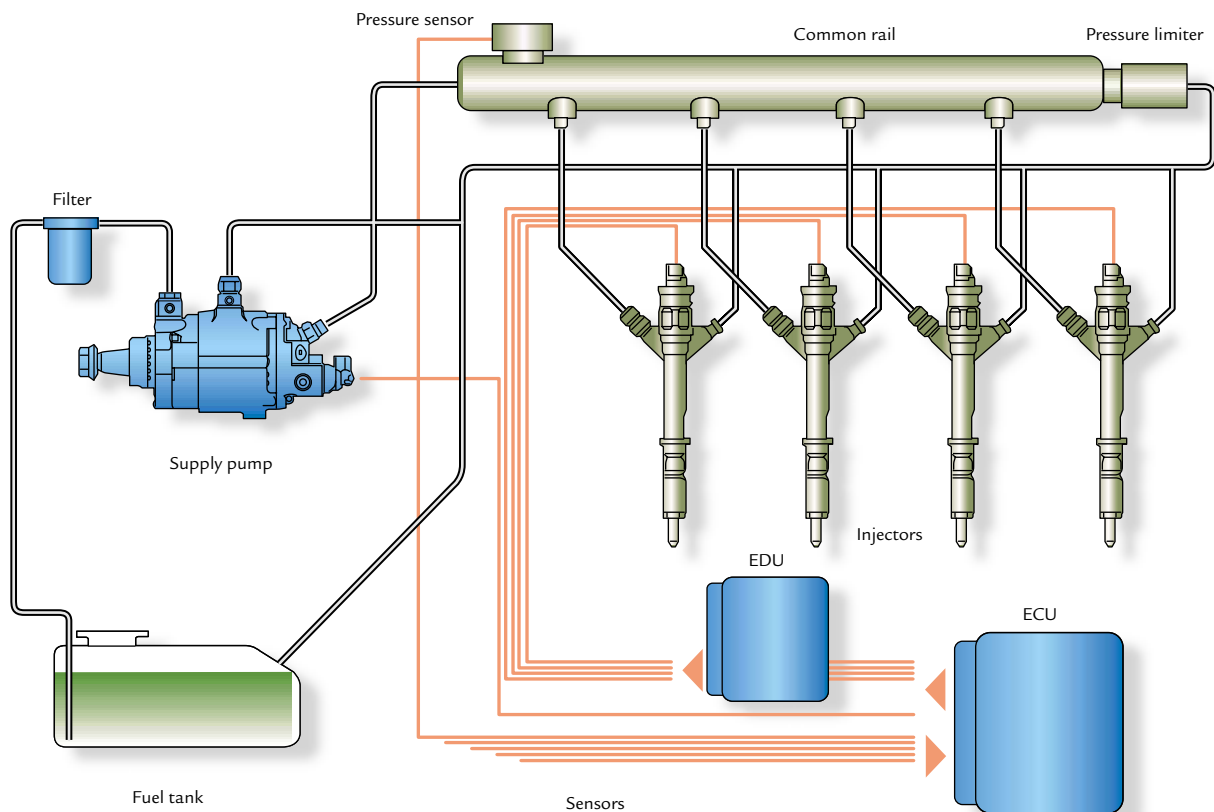 Pressure sensor
Common rail
Pressure limiter
Filter
Supply pump
Injectors
EDU
ECU
Fuel tank
Sensors